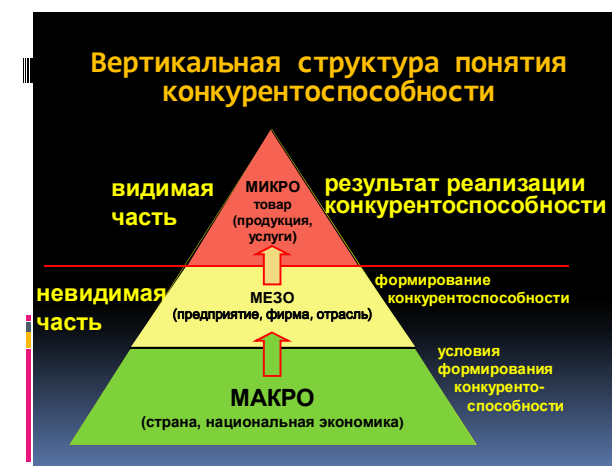 Вертикальная структура понятия
конкурентоспособности
видимая
часть
МИКРО
товар
(продукция,
услуги)
результат реализации
конкурентоспособности
невидимая
часть
МЕЗО
(предприятие, фирма, отрасль)
формирование
конкурентоспособности
МАКРО
(страна, национальная экономика)
условия
формирования
конкуренто-
способности